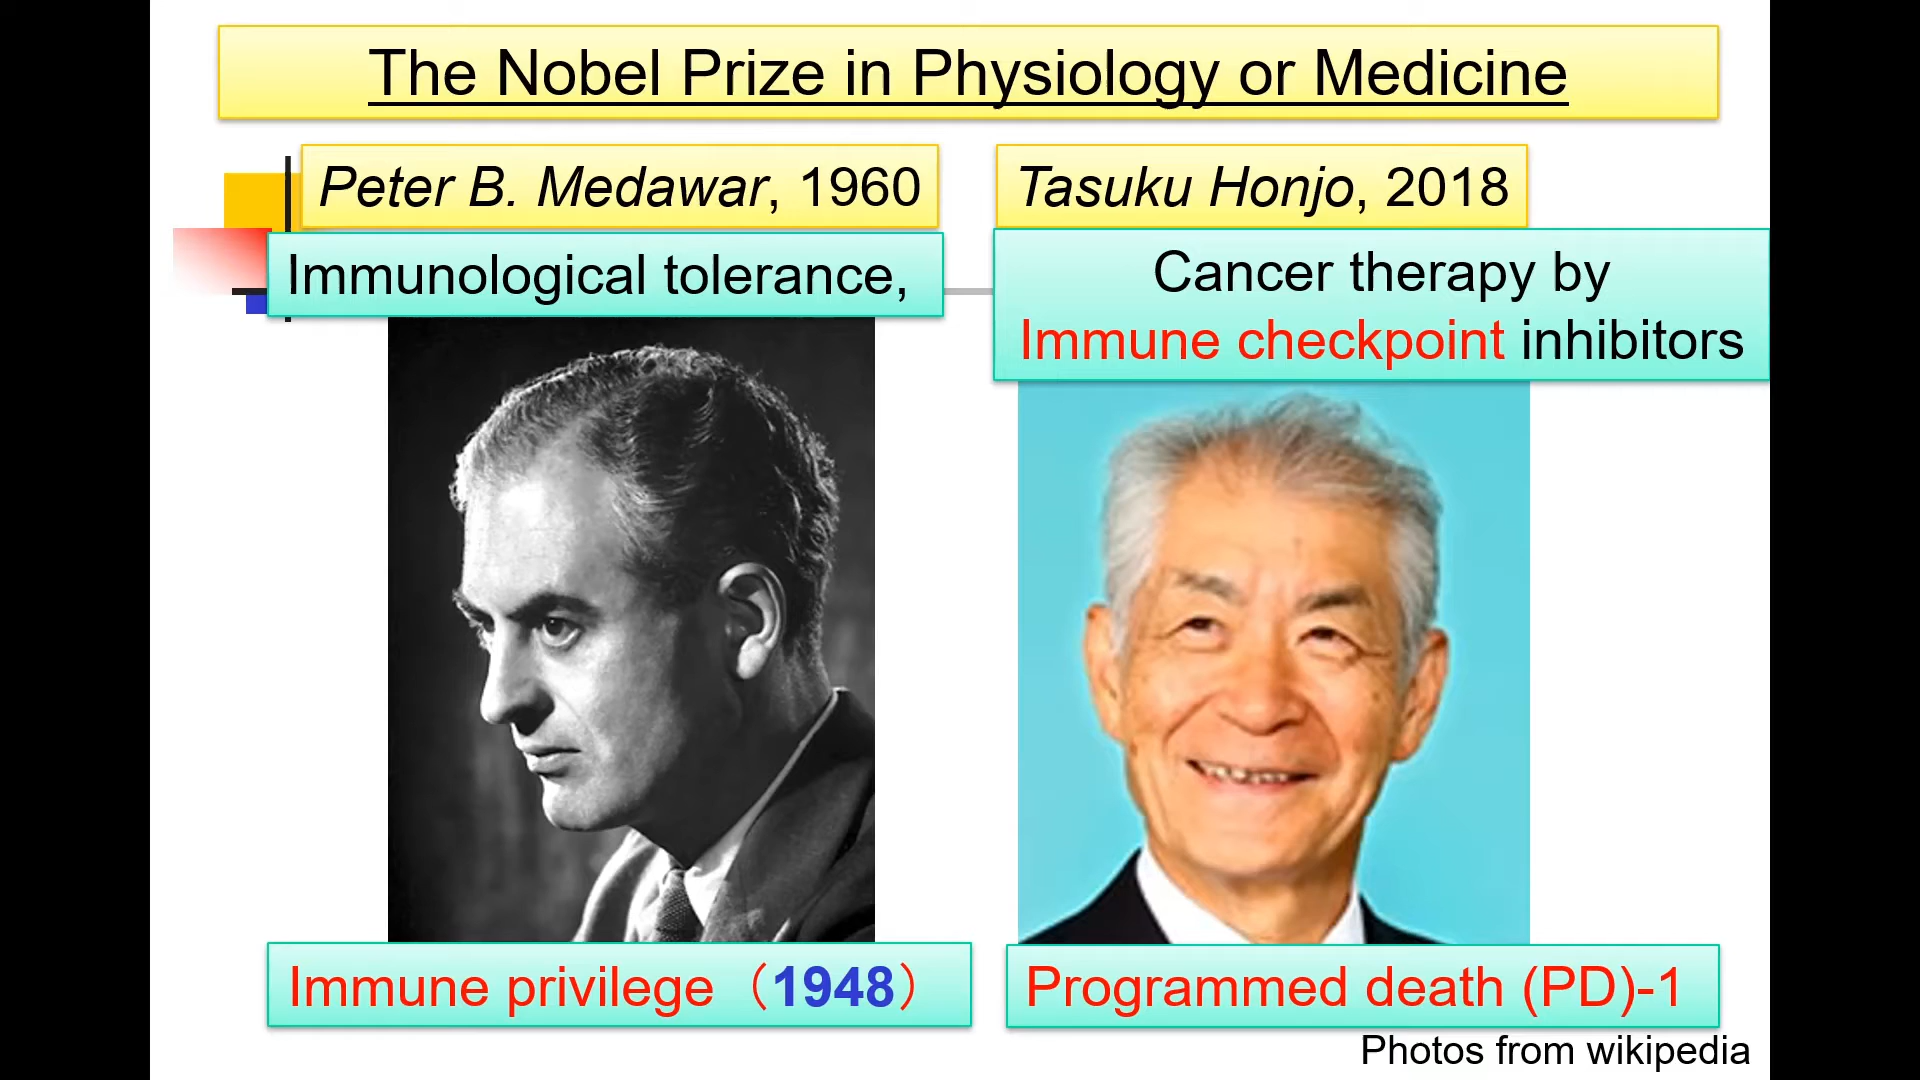 The Nobel Prize in Physiology or Medicine
Peter B. Medawar, 1960
Immunological tolerance,
Immune privilege（1948）
Tasuku Honjo, 2018
Cancer therapy by
Immune checkpoint inhibitors
Programmed death (PD)-1
Photos from wikipedia